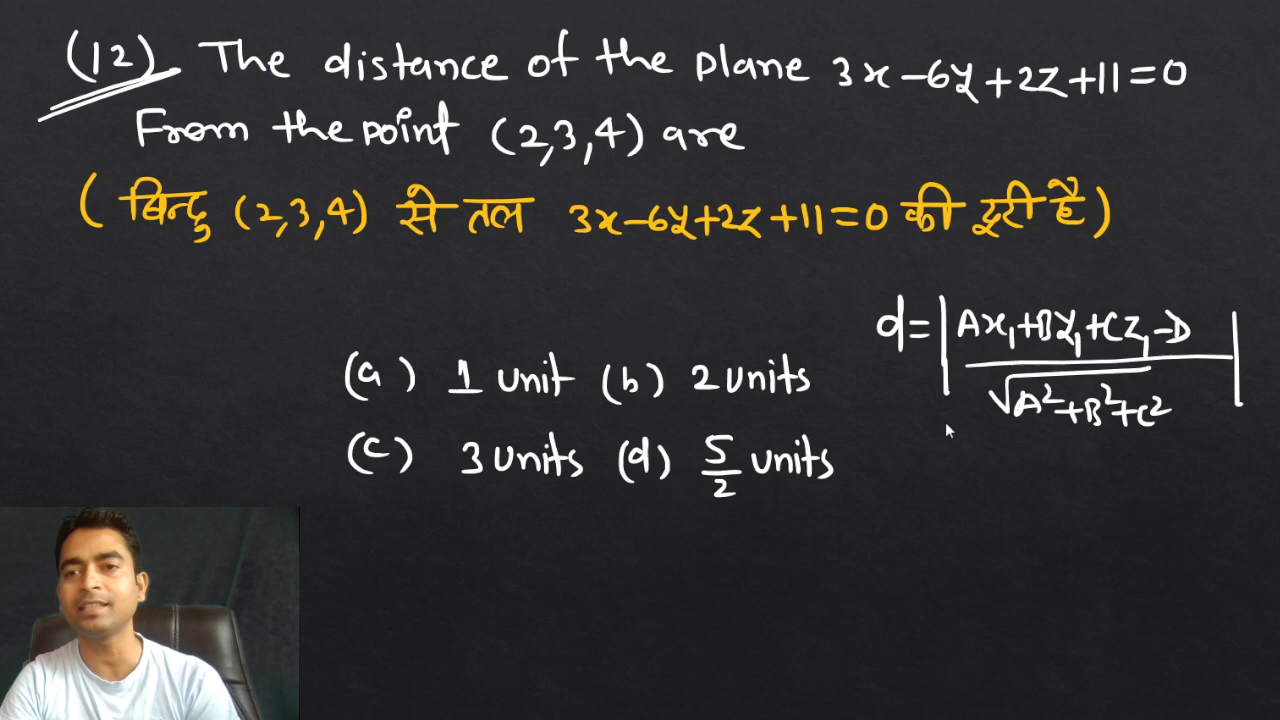 (12) The distance of the plane 3x-6y+2z+11=0
From the point (2,3,4) are
( बिन्दु (2,3,4) से तल 3x-6y+2z+11=0 की दूरी है )
(a) 1 unit (b) 2 units
(c) 3 units (d) 5/2 units
d=|Ax₁+By₁+Cz₁-D / √A²+B²+C²|